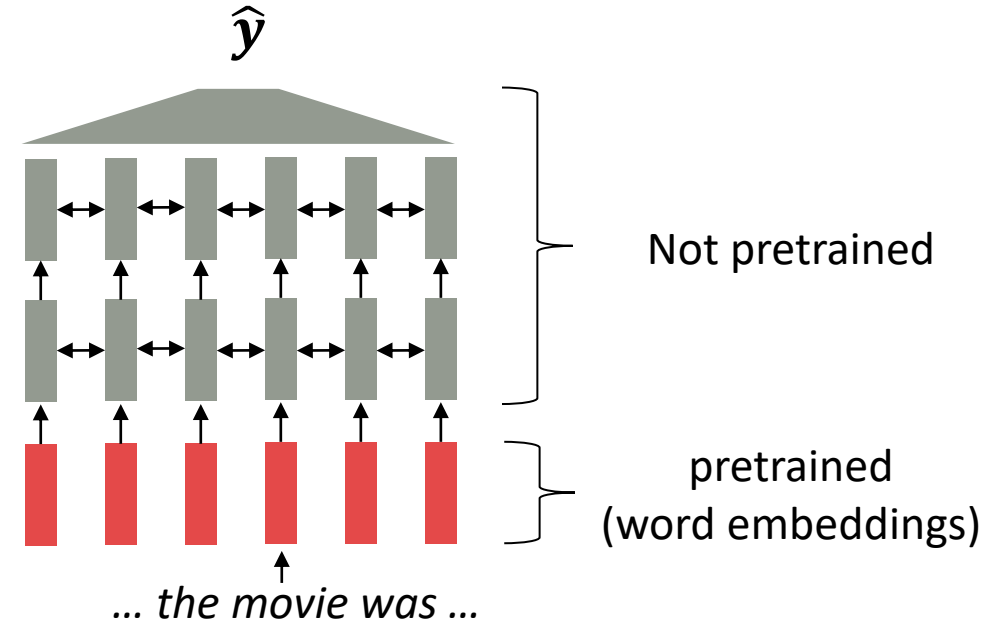 ŷ
Not pretrained
pretrained
(word embeddings)
... the movie was ...